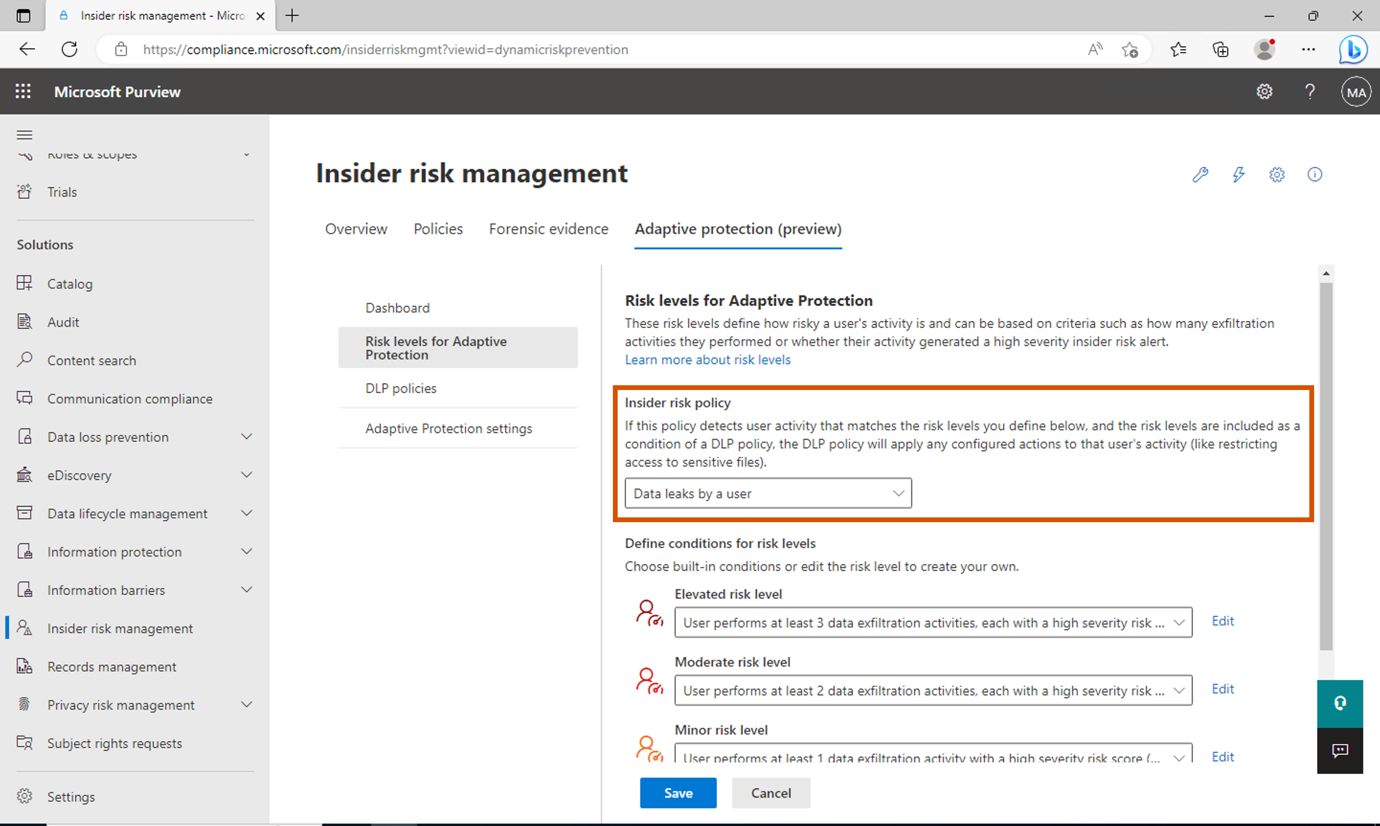 Insider risk management - Micro
https://compliance.microsoft.com/insiderriskmgmt?viewid=dynamicriskprevention
Microsoft Purview
MA
Roles & scopes
Trials
Solutions
Catalog
Audit
Content search
Communication compliance
Data loss prevention
eDiscovery
Data lifecycle management
Information protection
Information barriers
Insider risk management
Records management
Privacy risk management
Subject rights requests
Settings
Insider risk management
Overview Policies Forensic evidence Adaptive protection (preview)
Dashboard
Risk levels for Adaptive
Protection
DLP policies
Adaptive Protection settings
Risk levels for Adaptive Protection
These risk levels define how risky a user's activity is and can be based on criteria such as how many exfiltration
activities they performed or whether their activity generated a high severity insider risk alert.
Learn more about risk levels
Insider risk policy
If this policy detects user activity that matches the risk levels you define below, and the risk levels are included as a
condition of a DLP policy, the DLP policy will apply any configured actions to that user's activity (like restricting
access to sensitive files).
Data leaks by a user
Define conditions for risk levels
Choose built-in conditions or edit the risk level to create your own.
Elevated risk level
User performs at least 3 data exfiltration activities, each with a high severity risk ... Edit
Moderate risk level
User performs at least 2 data exfiltration activities, each with a high severity risk ... Edit
Minor risk level
User performs at least 1 data exfiltration activity with a high severity risk score (... Edit
Save Cancel